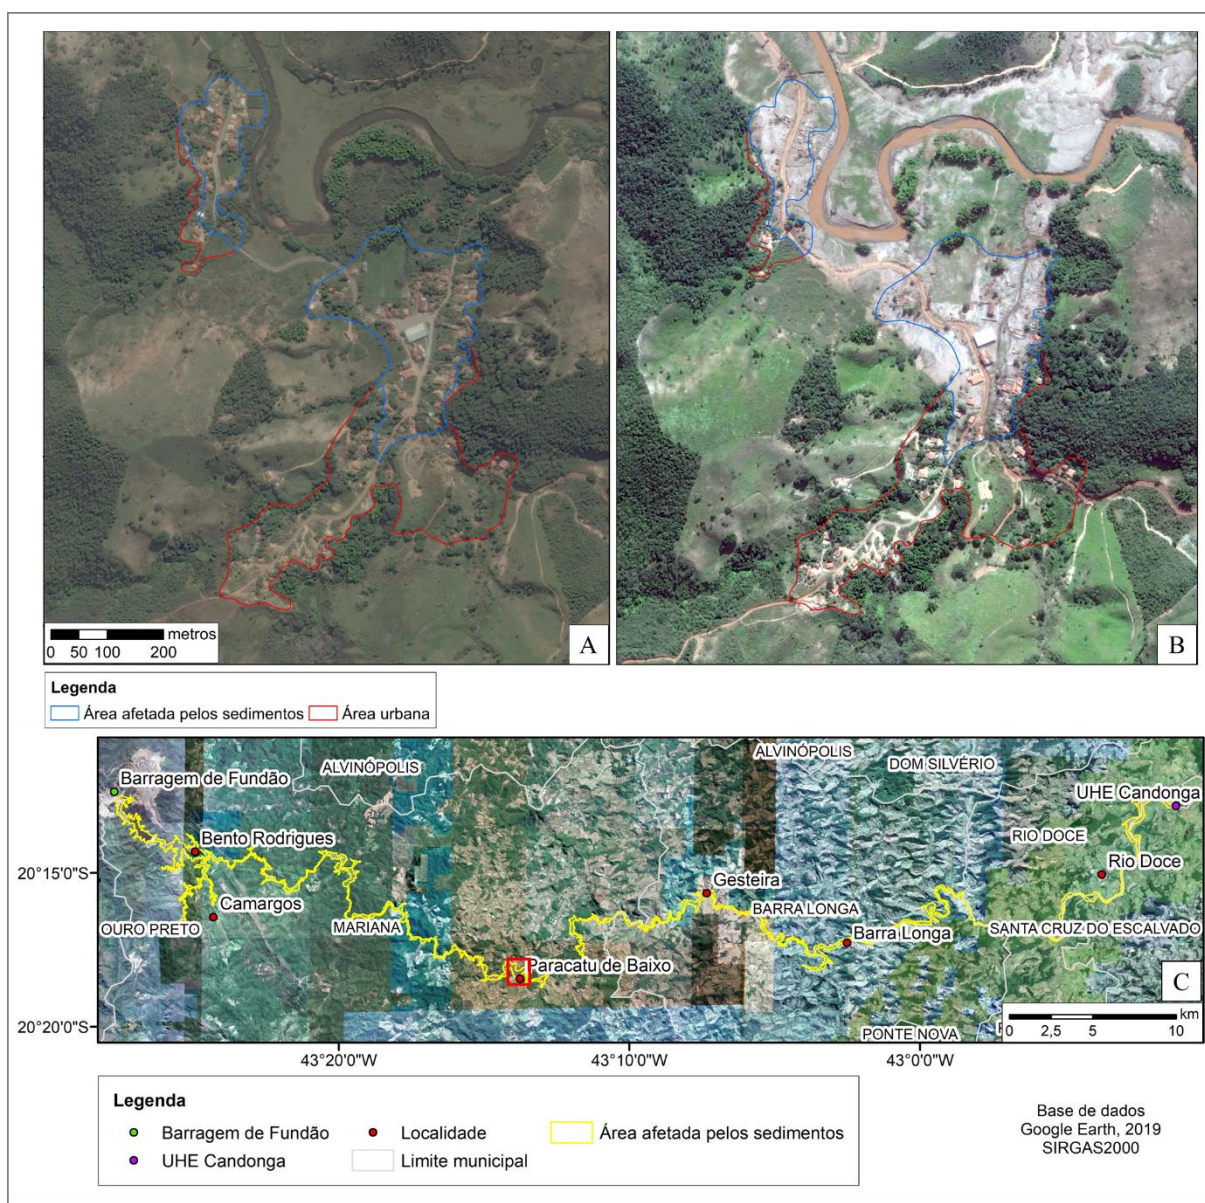 metros
0 50 100 200
A
B
Legenda
Área afetada pelos sedimentos Área urbana
ALVINÓPOLIS
ALVINÓPOLIS
DOM SILVÉRIO
Barragem de Fundão
UHE Candonga
Bento Rodrigues
RIO DOCE
20°15'0"S
Rio Doce
Gesteira
Camargos
BARRA LONGA
OURO PRETO
MARIANA
SANTA CRUZ DO ESCALVADO
Barra Longa
Paracatu de Baixo
C
km
0 2,5 5 10
20°20'0"S
PONTE NOVA
43°20'0"W 43°10'0"W 43°0'0"W
Legenda
Barragem de Fundão Localidade Área afetada pelos sedimentos
UHE Candonga Limite municipal
Base de dados
Google Earth, 2019
SIRGAS2000